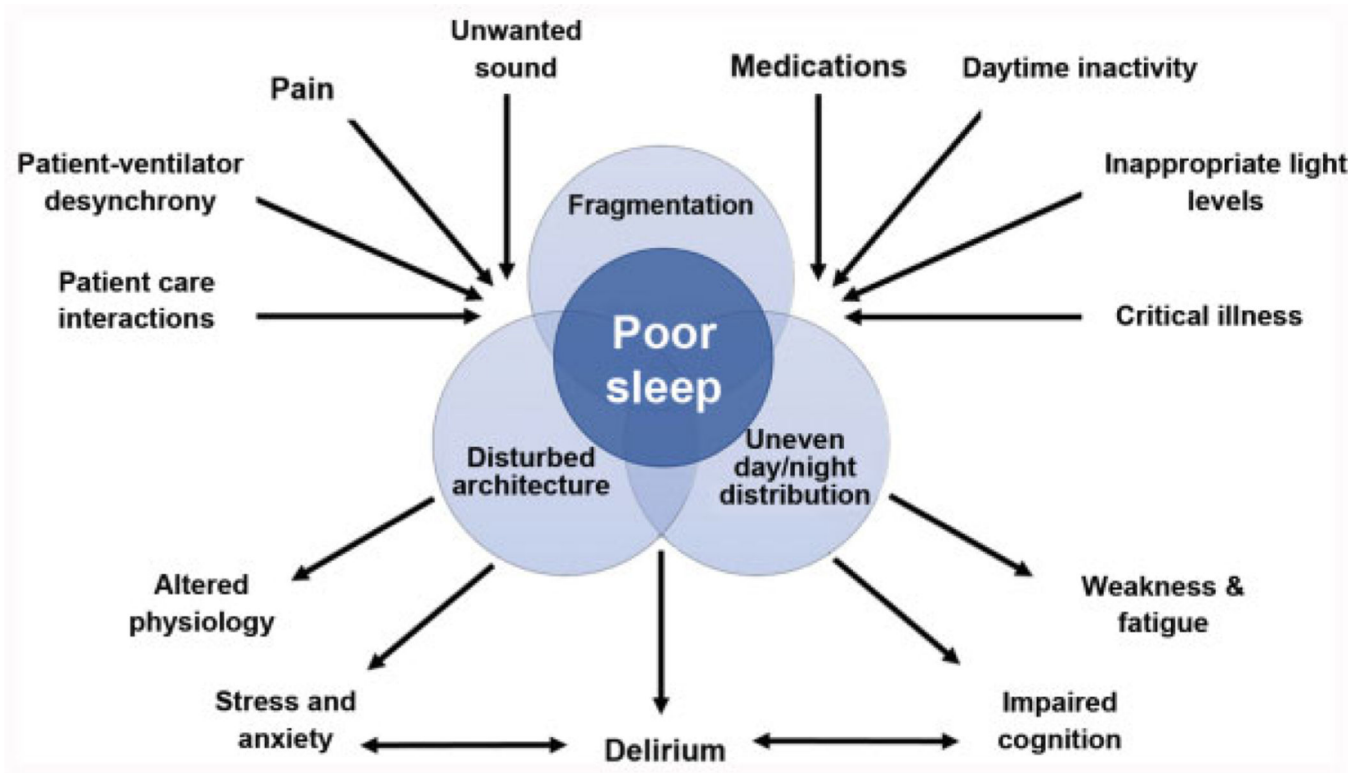 Unwanted
sound
Medications
Daytime inactivity
Pain
Patient-ventilator
desynchrony
Inappropriate light
levels
Fragmentation
Patient care
interactions
Critical illness
Poor
sleep
Disturbed
architecture
Uneven
day/night
distribution
Altered
physiology
Weakness &
fatigue
Stress and
anxiety
Delirium
Impaired
cognition